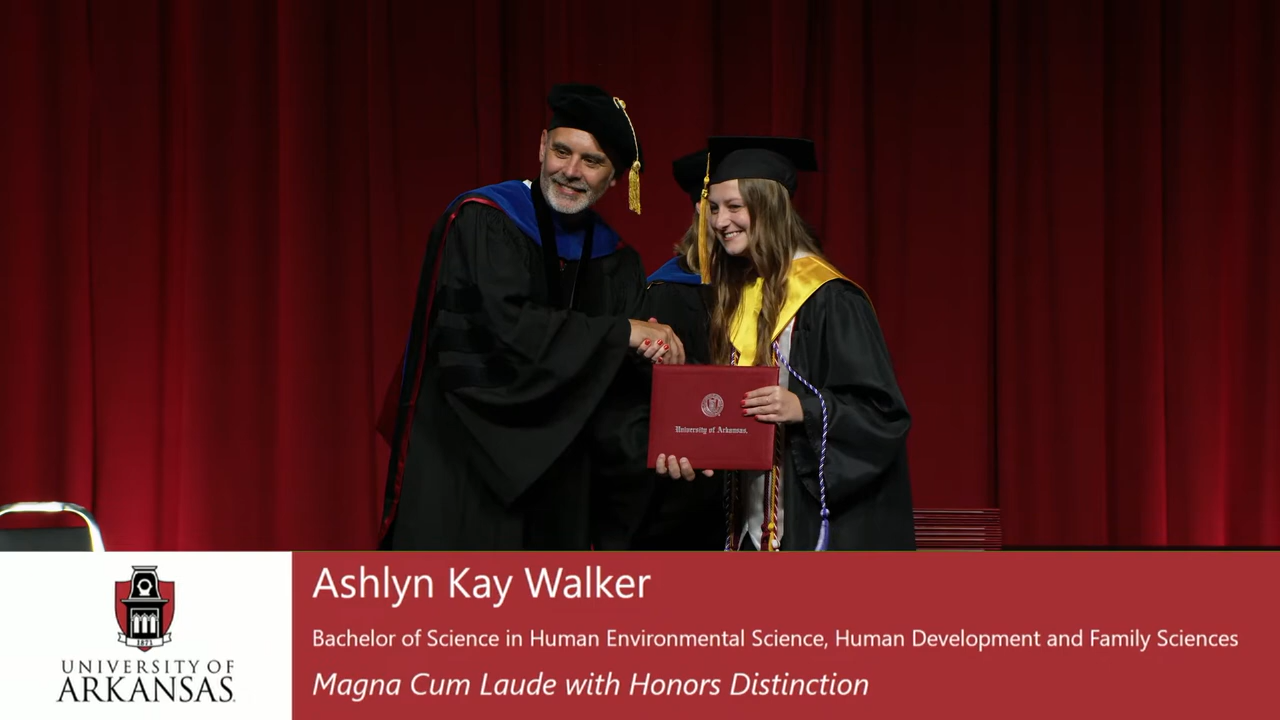 University of Arkansas.
Ashlyn Kay Walker
Bachelor of Science in Human Environmental Science, Human Development and Family Sciences
Magna Cum Laude with Honors Distinction
1871
UNIVERSITY OF
ARKANSAS